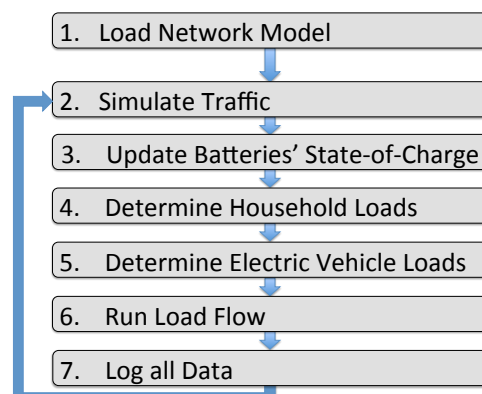 1. Load Network Model
2. Simulate Traffic
3. Update Batteries' State-of-Charge
4. Determine Household Loads
5. Determine Electric Vehicle Loads
6. Run Load Flow
7. Log all Data